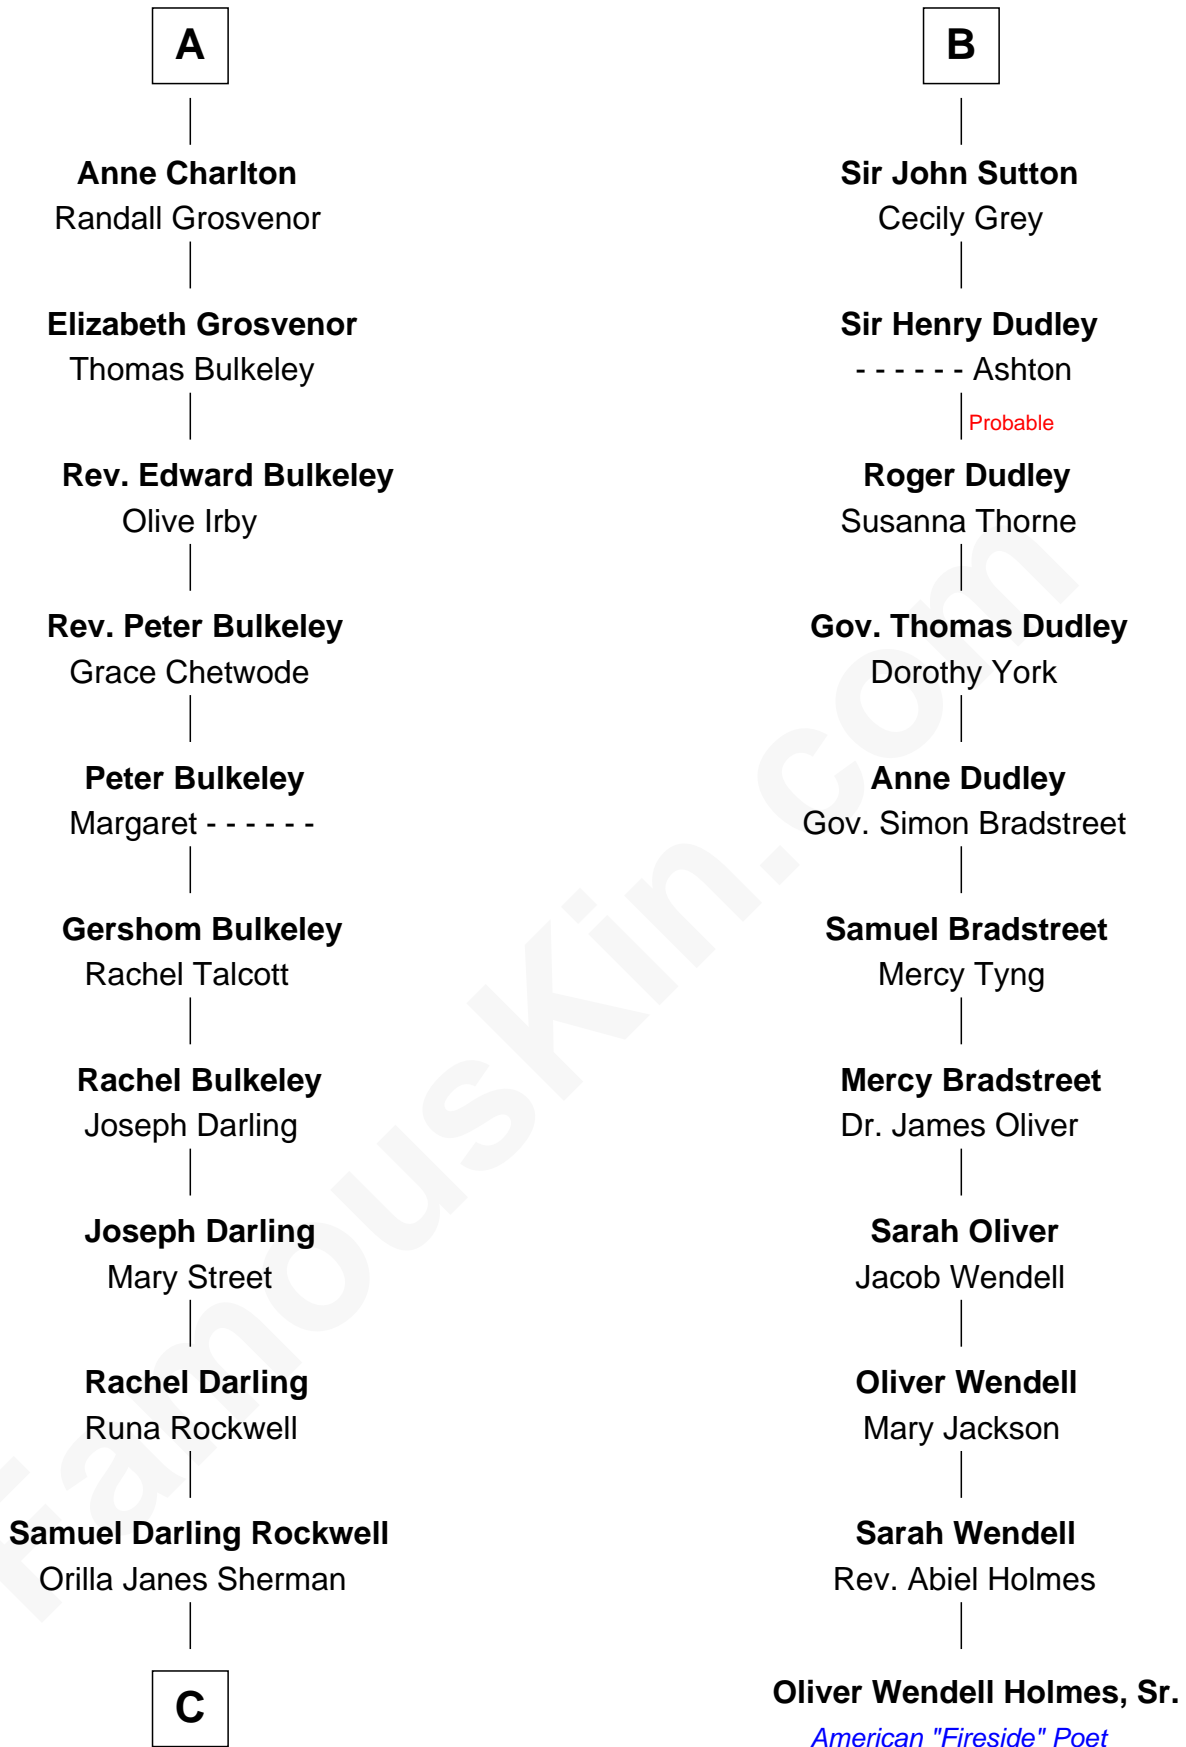 A
Anne Charlton
Randall Grosvenor
Elizabeth Grosvenor
Thomas Bulkeley
Rev. Edward Bulkeley
Olive Irby
Rev. Peter Bulkeley
Grace Chetwode
Peter Bulkeley
Margaret - - - - - -
Gershom Bulkeley
Rachel Talcott
Rachel Bulkeley
Joseph Darling
Joseph Darling
Mary Street
Rachel Darling
Runa Rockwell
Samuel Darling Rockwell
Orilla Janes Sherman
C
B
Sir John Sutton
Cecily Grey
Sir Henry Dudley
- - - - - - Ashton
Probable
Roger Dudley
Susanna Thorne
Gov. Thomas Dudley
Dorothy York
Anne Dudley
Gov. Simon Bradstreet
Samuel Bradstreet
Mercy Tyng
Mercy Bradstreet
Dr. James Oliver
Sarah Oliver
Jacob Wendell
Oliver Wendell
Mary Jackson
Sarah Wendell
Rev. Abiel Holmes
Oliver Wendell Holmes, Sr.
American "Fireside" Poet
FamousKin.com